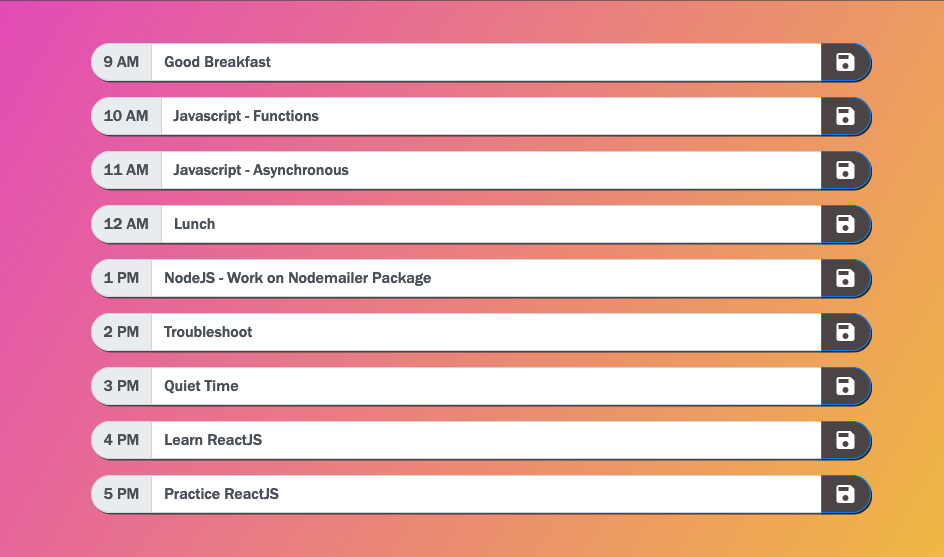 9 AM Good Breakfast
10 AM Javascript - Functions
11 AM Javascript - Asynchronous
12 AM Lunch
1 PM NodeJS - Work on Nodemailer Package
2 PM Troubleshoot
3 PM Quiet Time
4 PM Learn ReactJS
5 PM Practice ReactJS